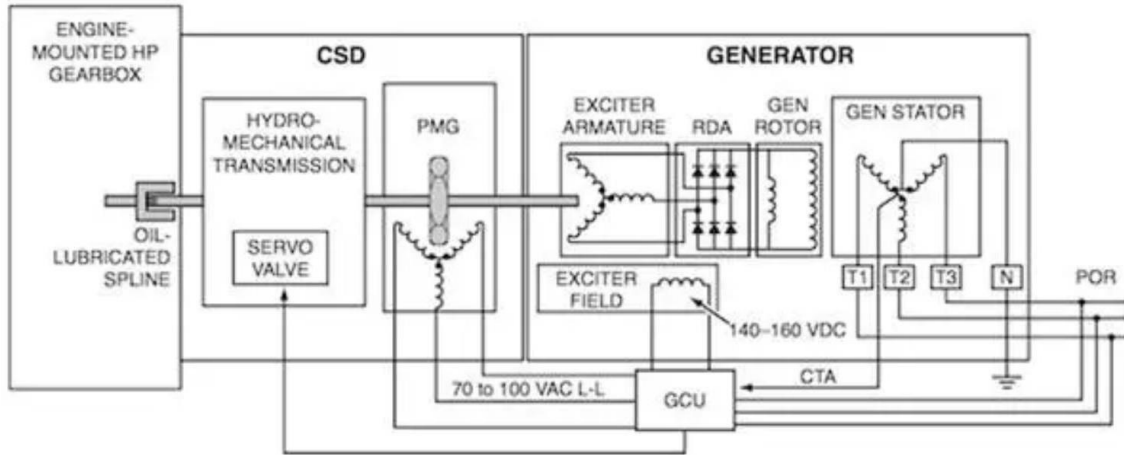 ENGINE-
MOUNTED HP
GEARBOX
CSD
GENERATOR
HYDRO-
MECHANICAL
TRANSMISSION
PMG
EXCITER
ARMATURE
RDA
GEN
ROTOR
GEN STATOR
OIL-
LUBRICATED
SPLINE
SERVO
VALVE
EXCITER
FIELD
T1
T2
T3
N
POR
140–160 VDC
70 to 100 VAC L-L
GCU
CTA